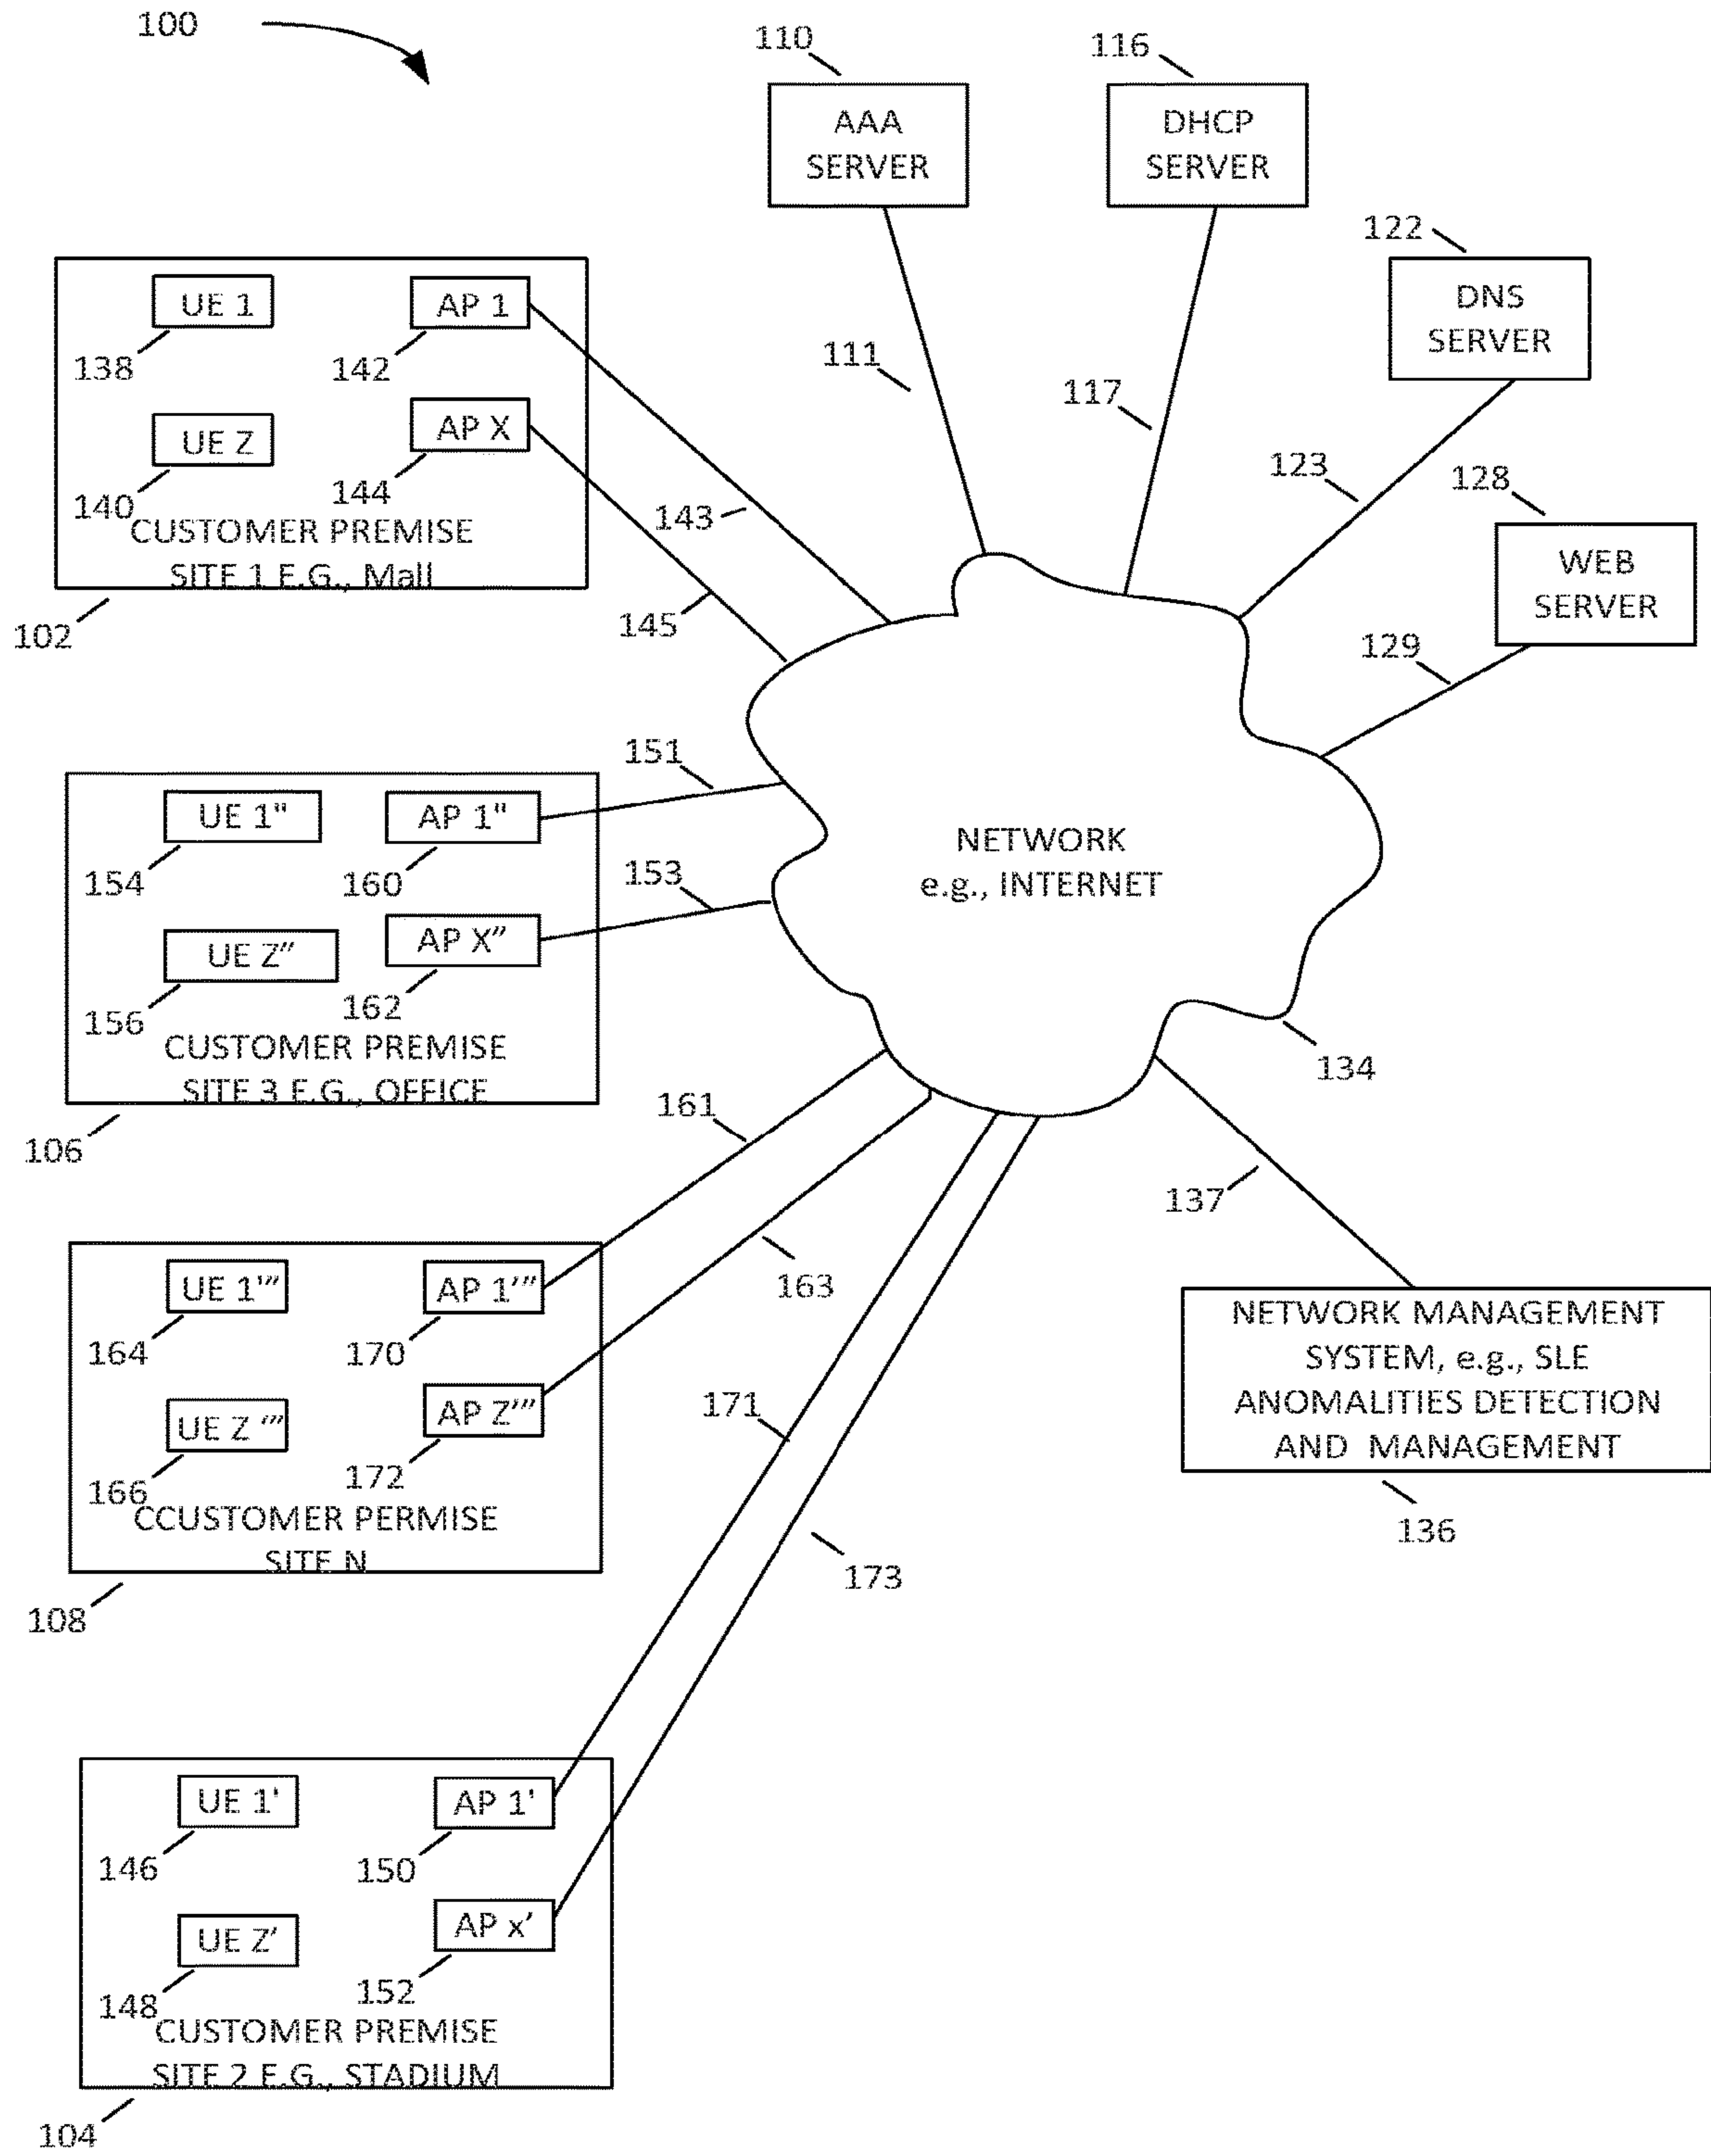 100
110
116
AAA
SERVER
DHCP
SERVER
122
DNS
SERVER
UE 1
AP 1
138
142
111
117
UE Z
AP X
140
144
123
128
143
CUSTOMER PREMISE
SITE 1 E.G., Mall
WEB
SERVER
102
145
129
151
UE 1"
AP 1"
154
160
NETWORK
e.g., INTERNET
153
UE Z”
AP X”
156
162
CUSTOMER PREMISE
SITE 3 E.G., OFFICE
134
106
161
137
163
UE 1'”
AP 1'”
164
170
NETWORK MANAGEMENT
SYSTEM, e.g., SLE
ANOMALITIES DETECTION
AND MANAGEMENT
UE Z '”
AP Z'”
166
172
171
CCUSTOMER PERMISE
SITE N
136
173
108
UE 1'
AP 1'
146
150
UE Z'
AP x’
148
152
CUSTOMER PREMISE
SITE 2 E.G., STADIUM
104